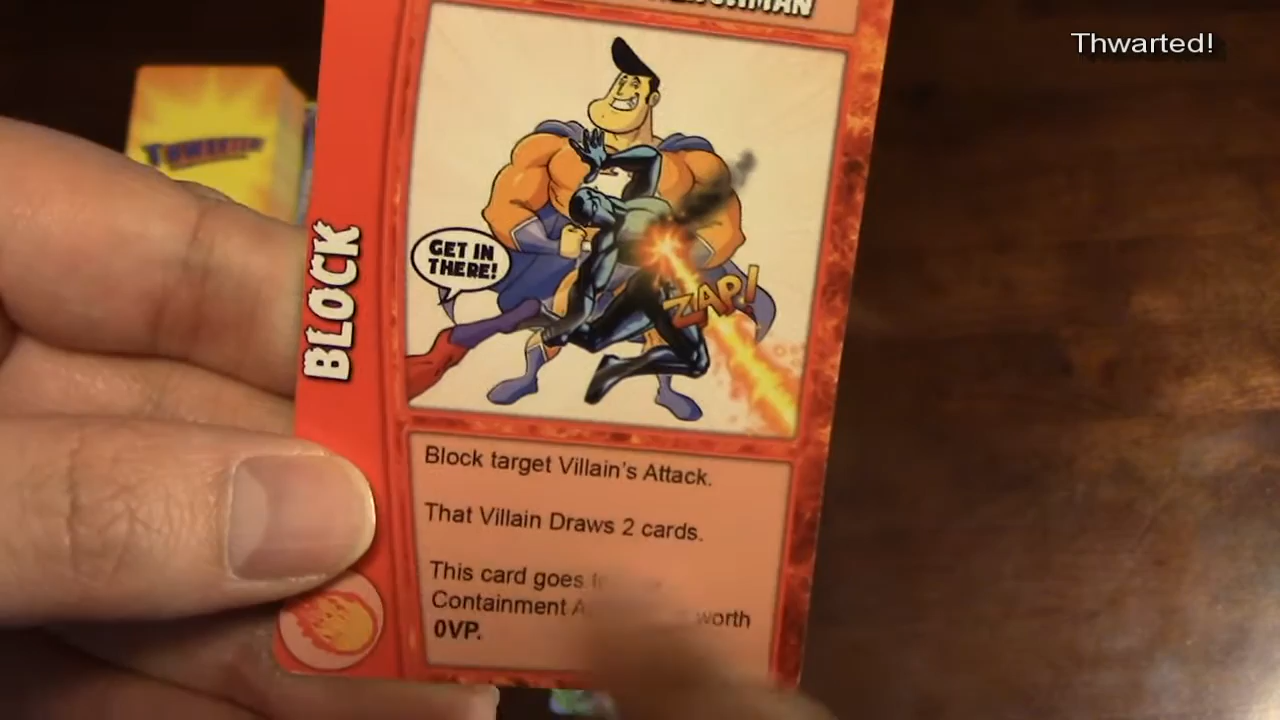 Thwarted!
THWARTED
BLOCK
GET IN
THERE!
ZAP!
Block target Villain's Attack.
That Villain Draws 2 cards.
This card goes
Containment
worth
0VP.